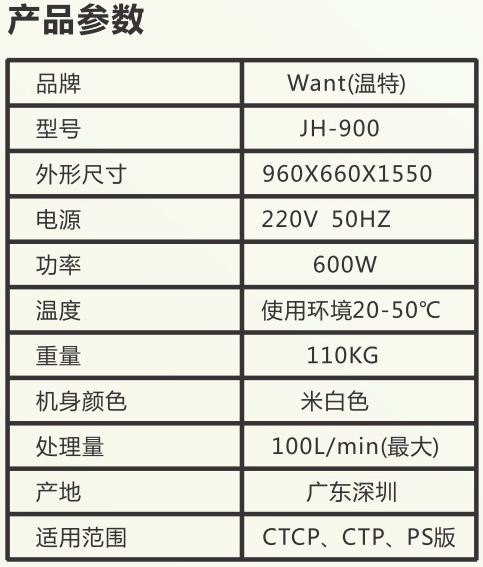 产品参数
品牌 Want(温特)
型号 JH-900
外形尺寸 960X660X1550
电源 220V 50HZ
功率 600W
温度 使用环境20-50℃
重量 110KG
机身颜色 米白色
处理量 100L/min(最大)
产地 广东深圳
适用范围 CTCP、CTP、PS版